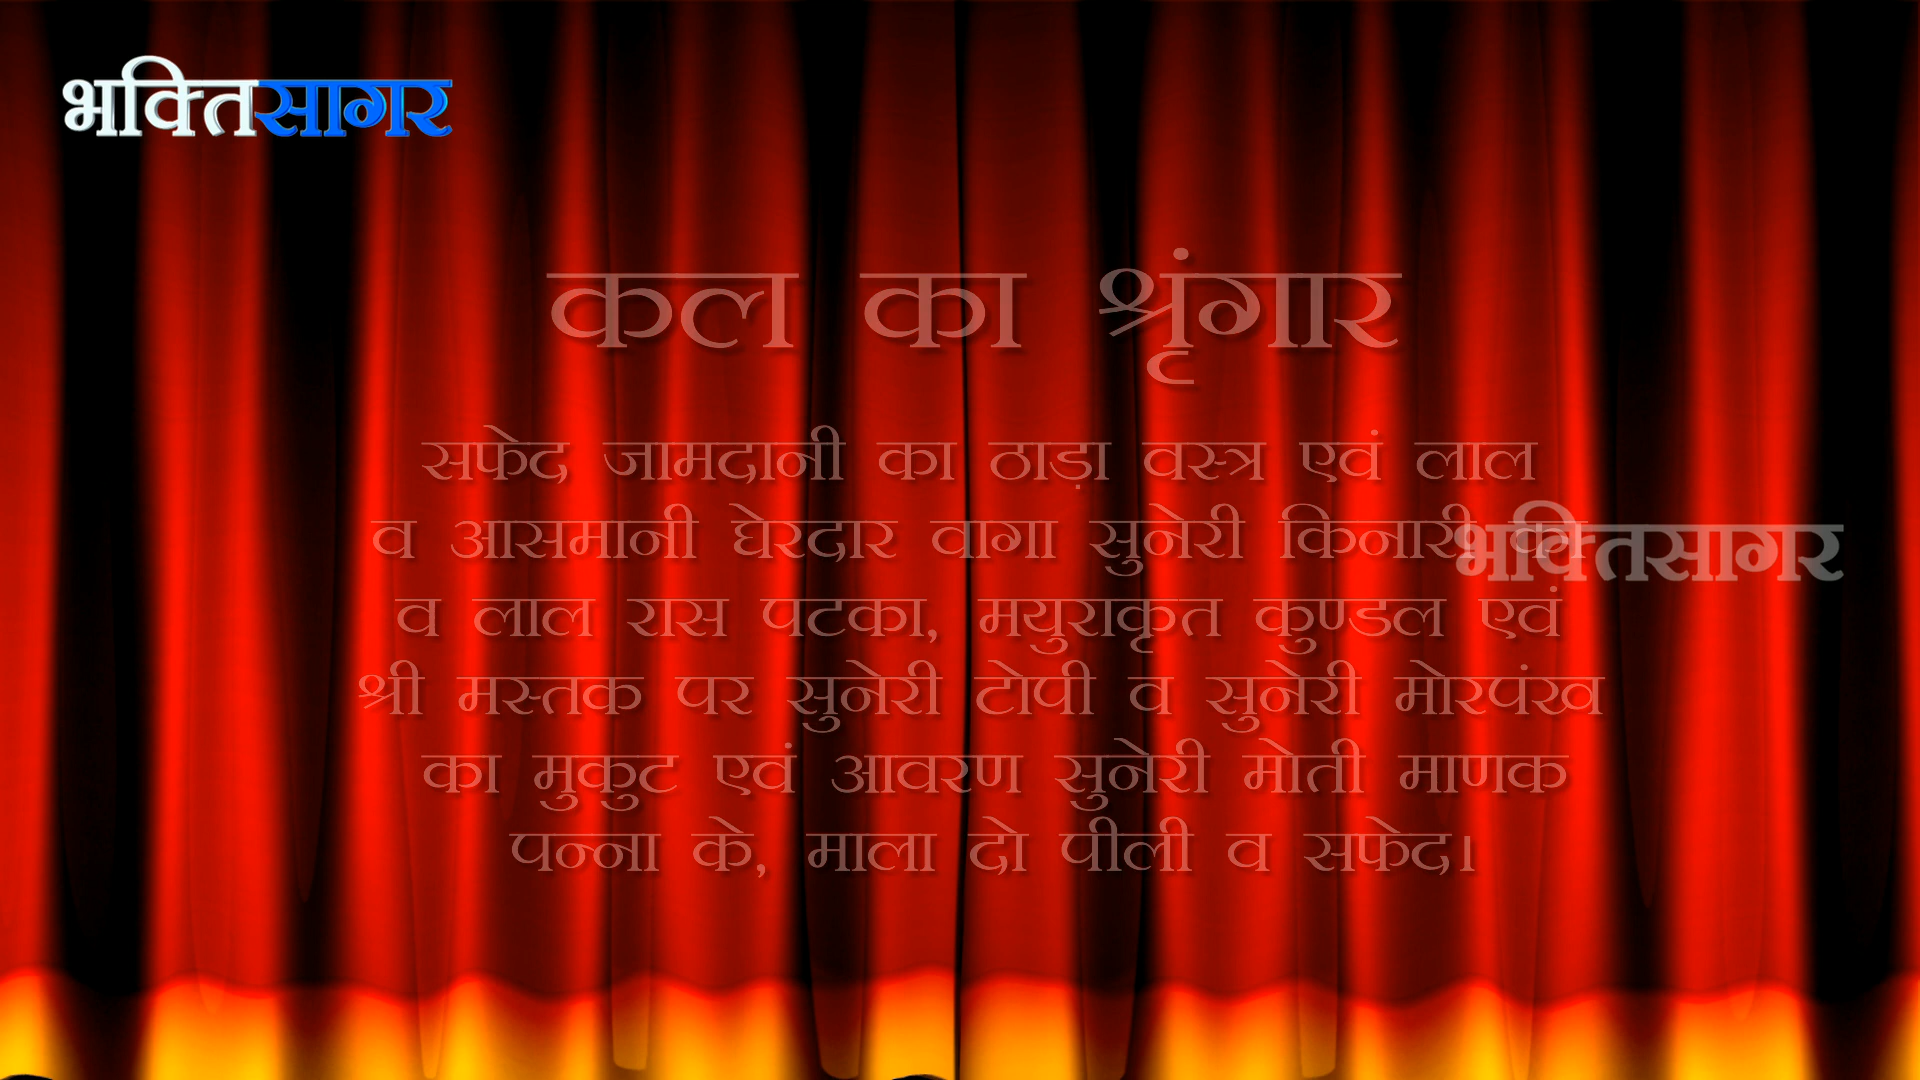 भक्तिसागर
कल का श्रृंगार
सफेद जामदानी का ठाड़ा वस्त्र एवं लाल
व आसमानी घेरदार वागा सुनेरी किनारी का
व लाल रास पटका, मयुराकृत कुण्डल एवं
श्री मस्तक पर सुनेरी टोपी व सुनेरी मोरपंख
का मुकुट एवं आवरण सुनेरी मोती माणक
पन्ना के, माला दो पीली व सफेद।
भक्तिसागर